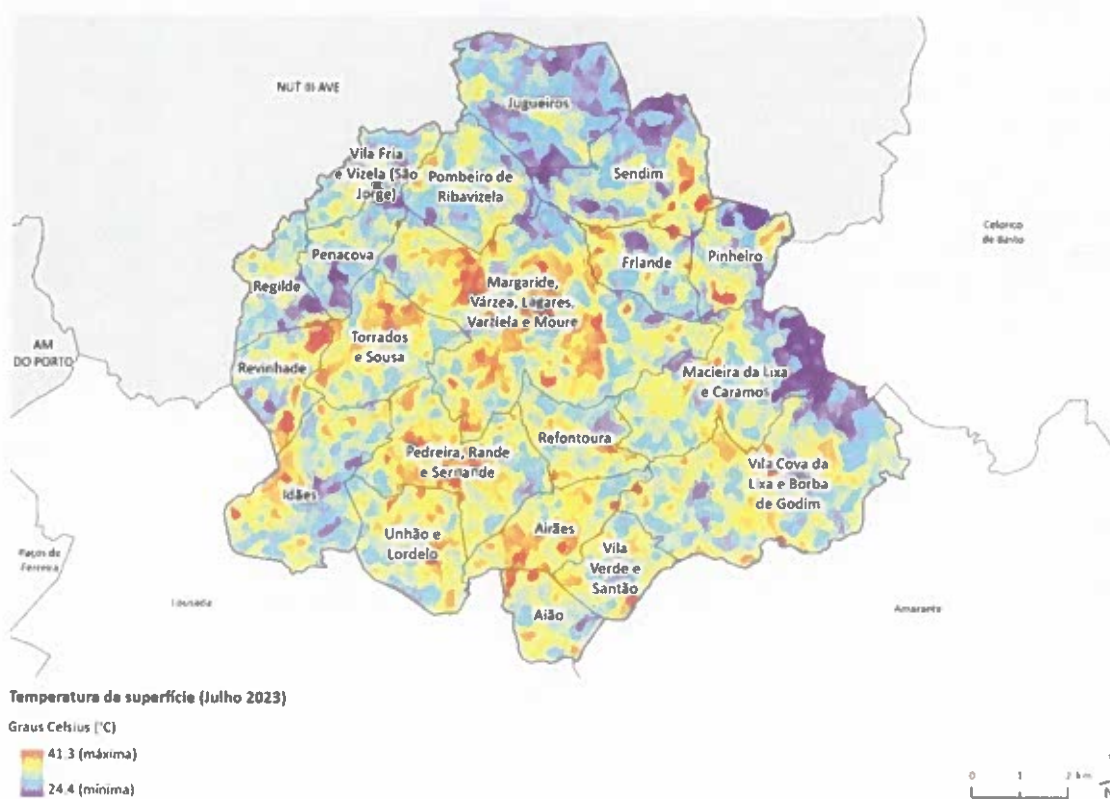 NUT III-AVE
Jugueiros
Vila Fria
e Vizela (São
Jorge)
Pombeiro de
Ribavizela
Sendim
Celorico
de Basto
Penacova
Friande
Pinheiro
Regilde
Margaride,
Várzea, Lagares,
Varziela e Moure
AM
DO PORTO
Torrados
e Sousa
Revinhade
Macieira da Lixa
e Caramos
Refontoura
Pedreira, Rande
e Sernande
Vila Cova da
Lixa e Borba
de Godim
Idães
Unhão e
Lordelo
Airães
Vila
Verde e
Santão
Paços de
Ferreira
Lousada
Aião
Amarante
Temperatura da superfície (Julho 2023)
Graus Celsius (°C)
41.3 (máxima)
24.4 (mínima)
0 1 2 km
N